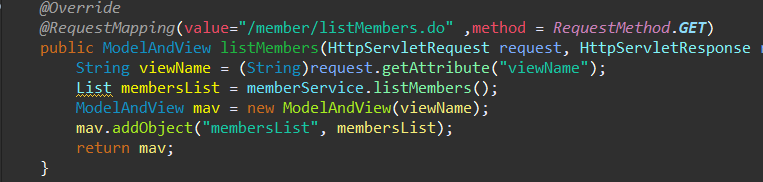 @Override
@RequestMapping(value="/member/listMembers.do" ,method = RequestMethod.GET)
public ModelAndView listMembers(HttpServletRequest request, HttpServletResponse
String viewName = (String)request.getAttribute("viewName");
List membersList = memberService.listMembers();
ModelAndView mav = new ModelAndView(viewName);
mav.addObject("membersList", membersList);
return mav;
}